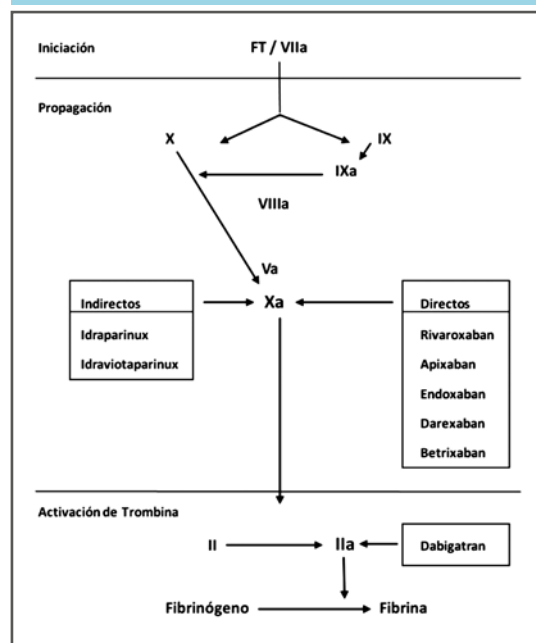 Iniciación
FT / VIIa
Propagación
X
IX
IXa
VIIIa
Va
Xa
Indirectos
Idraparinux
Idraviotaparinux
Directos
Rivaroxaban
Apixaban
Endoxaban
Darexaban
Betrixaban
Activación de Trombina
II
IIa
Dabigatran
Fibrinógeno
Fibrina